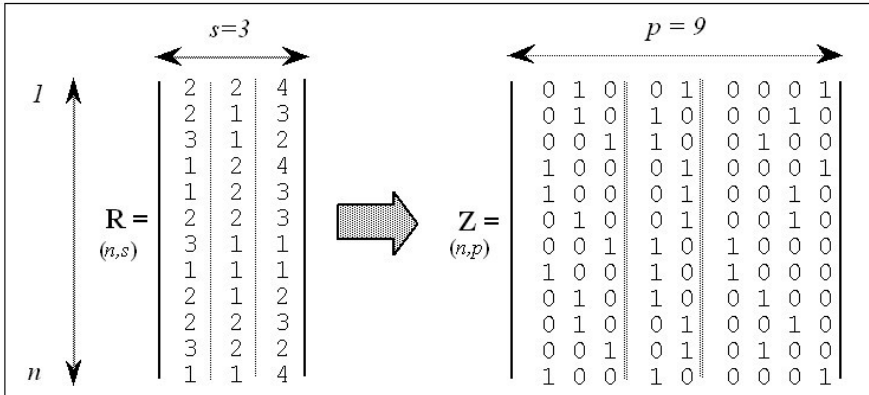 s=3 p = 9
1 2 2 4 0 1 0 0 1 0 0 0 1
2 1 3 0 1 0 1 0 0 0 1 0
3 1 2 0 0 1 1 0 0 1 0 0
1 2 4 1 0 0 0 1 0 0 0 1
1 2 3 1 0 0 0 1 0 0 1 0
R = 2 2 3 Z = 0 1 0 0 1 0 0 1 0
(n,s) 3 1 1 (n,p) 0 0 1 1 0 1 0 0 0
1 1 1 1 0 0 1 0 1 0 0 0
2 1 2 0 1 0 1 0 0 1 0 0
2 2 3 0 1 0 0 1 0 0 1 0
3 2 2 0 0 1 0 1 0 1 0 0
n 1 1 4 1 0 0 1 0 0 0 0 1